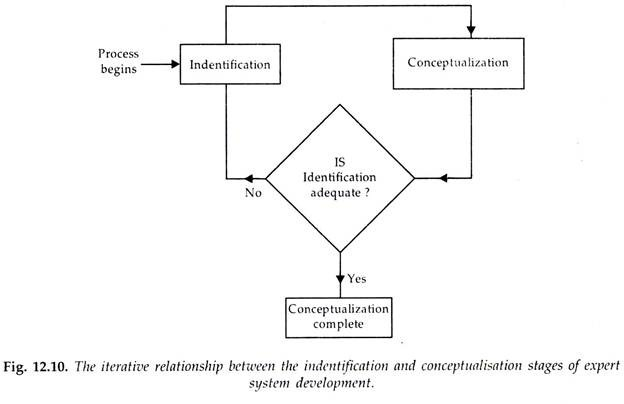 Process
begins
Indentification
Conceptualization
IS
Identification
adequate ?
No
Yes
Conceptualization
complete
Fig. 12.10. The iterative relationship between the indentification and conceptualisation stages of expert
system development.